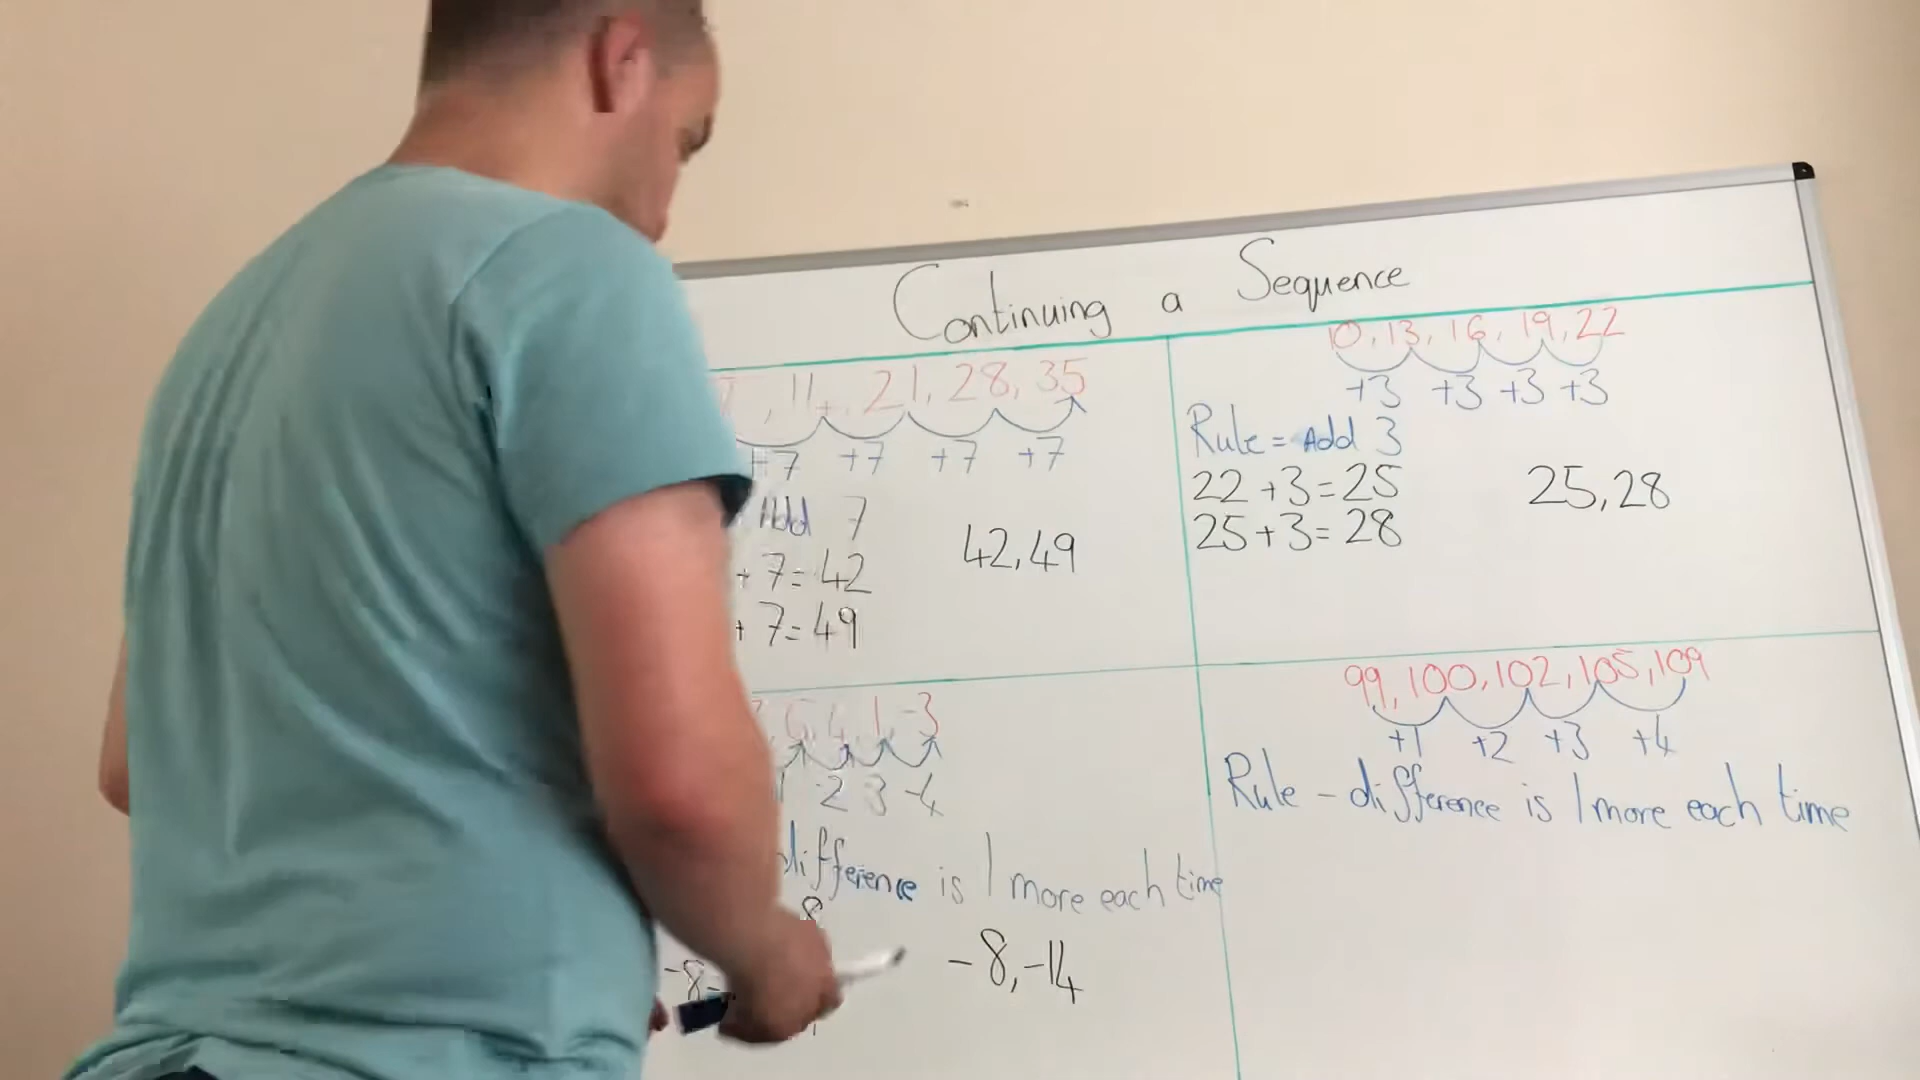 Continuing a Sequence
, 21, 28, 35
+7 +7 +7 +7
Add 7
+ 7 = 42
+ 7 = 49
42, 49
10, 13, 16, 19, 22
+3 +3 +3 +3
Rule = Add 3
22 + 3 = 25
25 + 3 = 28
25, 28
6, 4, 1, -3
2 3 -4
difference is 1 more each time
8
-8-
-8, -14
99, 100, 102, 105, 109
+1 +2 +3 +4
Rule - difference is 1 more each time